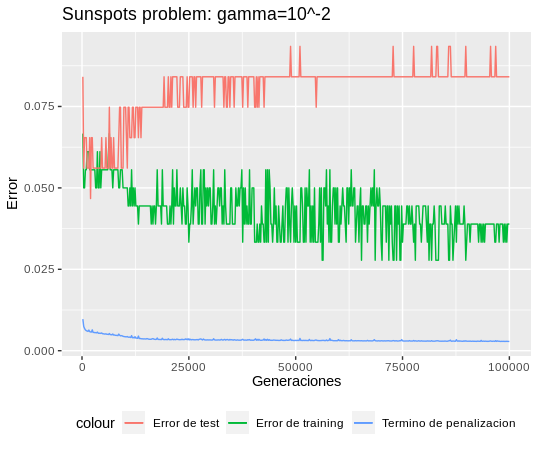 Sunspots problem: gamma=10^-2
Error
0.075
0.050
0.025
0.000
0 25000 50000 75000 100000
Generaciones
colour Error de test Error de training Termino de penalizacion